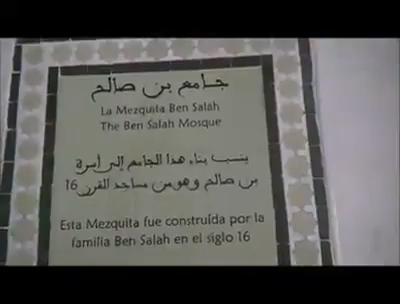 جامع بن صالح
La Mezquita Ben Salah
The Ben Salah Mosque
ينسب بناء هذا الجامع إلى أسرة
بن صالح وهو من مساجد القرن 16
Esta Mezquita fue construída por la
familia Ben Salah en el siglo 16